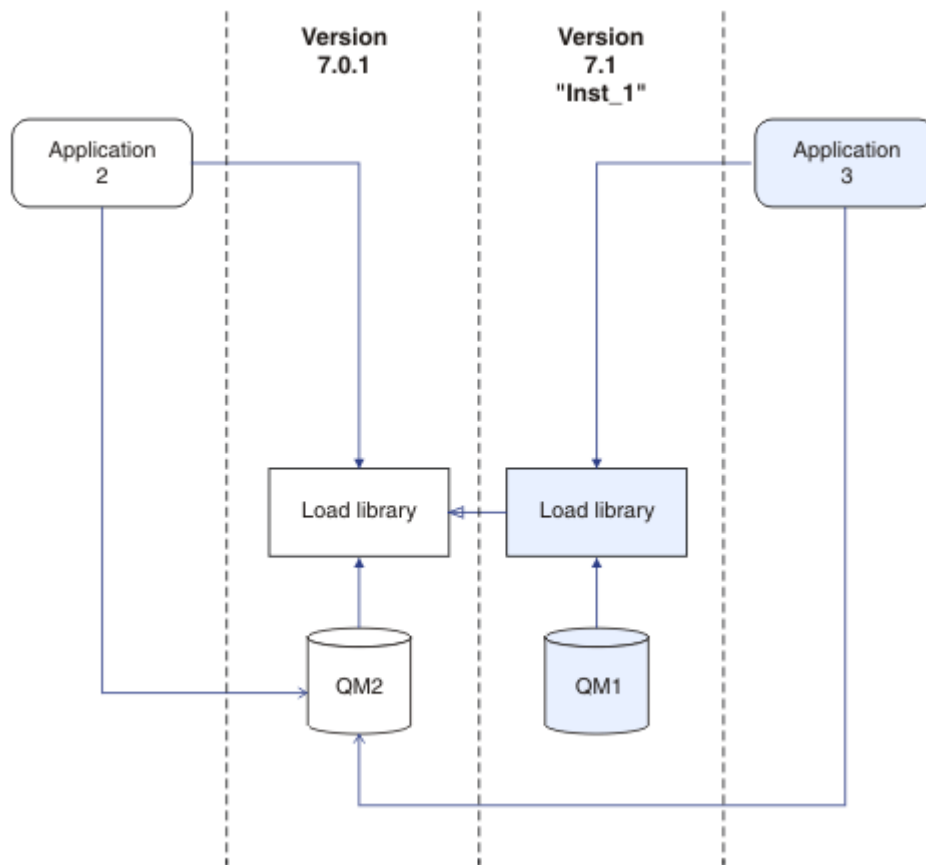 Version
7.0.1
Version
7.1
"Inst_1"
Application
2
Application
3
Load library
Load library
QM2
QM1